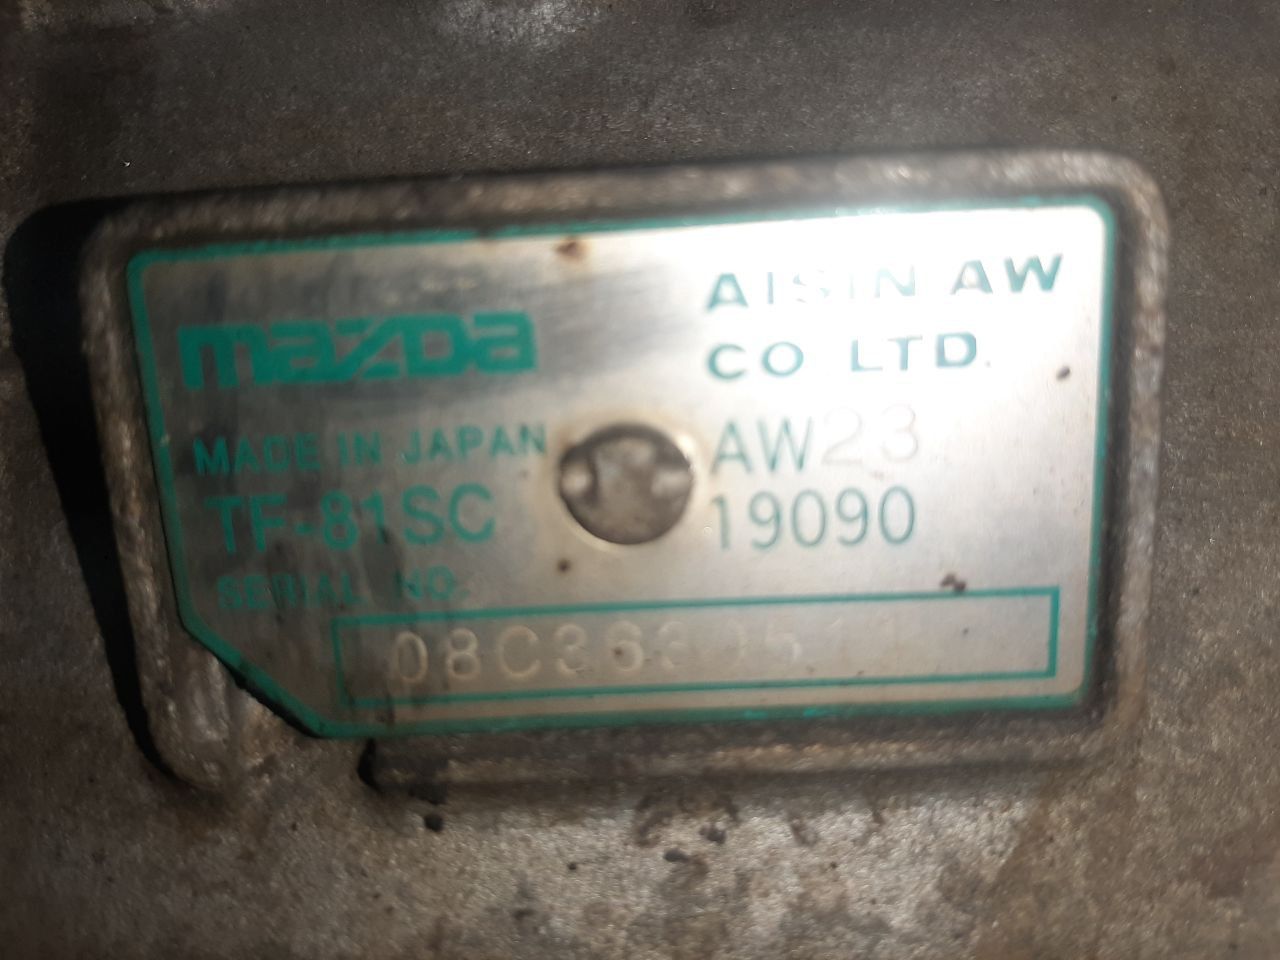 mazda
MADE IN JAPAN
TF-81SC
SERIAL NO.
AISIN AW
CO LTD.
AW23
19090